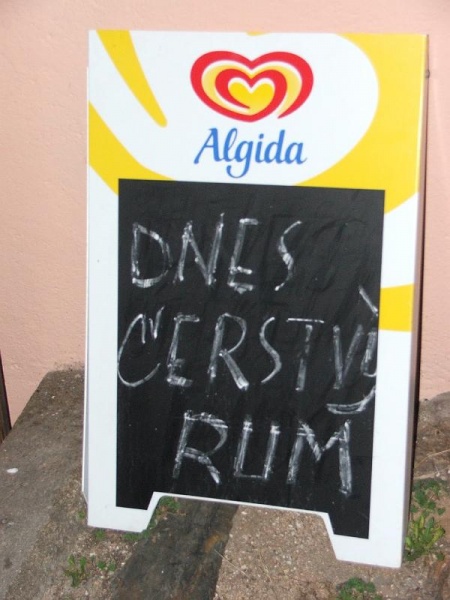 Algida
DNES
ČERSTVÝ
RUM